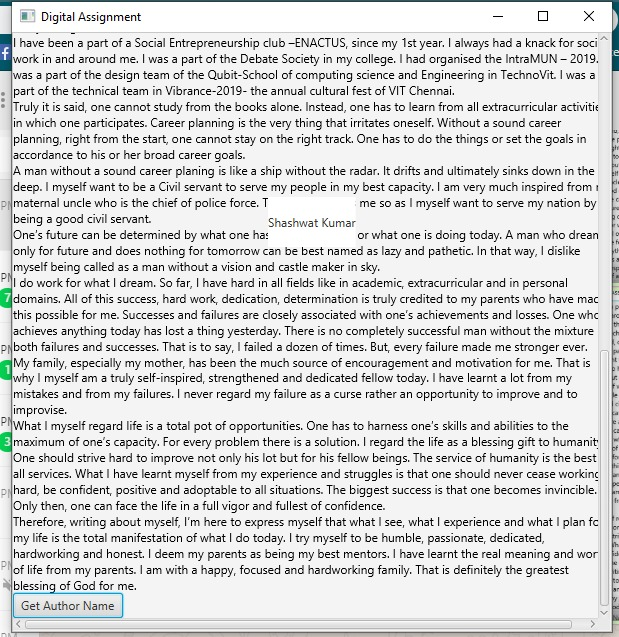 Digital Assignment
I have been a part of a Social Entrepreneurship club –ENACTUS, since my 1st year. I always had a knack for soci
work in and around me. I was a part of the Debate Society in my college. I had organised the IntraMUN – 2019.
was a part of the design team of the Qubit-School of computing science and Engineering in TechnoVit. I was a
part of the technical team in Vibrance-2019- the annual cultural fest of VIT Chennai.
Truly it is said, one cannot study from the books alone. Instead, one has to learn from all extracurricular activitie
in which one participates. Career planning is the very thing that irritates oneself. Without a sound career
planning, right from the start, one cannot stay on the right track. One has to do the things or set the goals in
accordance to his or her broad career goals.
A man without a sound career planing is like a ship without the radar. It drifts and ultimately sinks down in the
deep. I myself want to be a Civil servant to serve my people in my best capacity. I am very much inspired from
maternal uncle who is the chief of police force. T me so as I myself want to serve my nation by
being a good civil servant.
Shashwat Kumar
One's future can be determined by what one has or what one is doing today. A man who dream
only for future and does nothing for tomorrow can be best named as lazy and pathetic. In that way, I dislike
myself being called as a man without a vision and castle maker in sky.
I do work for what I dream. So far, I have hard in all fields like in academic, extracurricular and in personal
domains. All of this success, hard work, dedication, determination is truly credited to my parents who have mad
this possible for me. Successes and failures are closely associated with one's achievements and losses. One who
achieves anything today has lost a thing yesterday. There is no completely successful man without the mixture
both failures and successes. That is to say, I failed a dozen of times. But, every failure made me stronger ever.
My family, especially my mother, has been the much source of encouragement and motivation for me. That is
why I myself am a truly self-inspired, strengthened and dedicated fellow today. I have learnt a lot from my
mistakes and from my failures. I never regard my failure as a curse rather an opportunity to improve and to
improvise.
What I myself regard life is a total pot of opportunities. One has to harness one's skills and abilities to the
maximum of one's capacity. For every problem there is a solution. I regard the life as a blessing gift to humanity
One should strive hard to improve not only his lot but for his fellow beings. The service of humanity is the best
all services. What I have learnt myself from my experience and struggles is that one should never cease working
hard, be confident, positive and adoptable to all situations. The biggest success is that one becomes invincible.
Only then, one can face the life in a full vigor and fullest of confidence.
Therefore, writing about myself, I'm here to express myself that what I see, what I experience and what I plan fo
my life is the total manifestation of what I do today. I try myself to be humble, passionate, dedicated,
hardworking and honest. I deem my parents as being my best mentors. I have learnt the real meaning and wor
of life from my parents. I am with a happy, focused and hardworking family. That is definitely the greatest
blessing of God for me.
Get Author Name